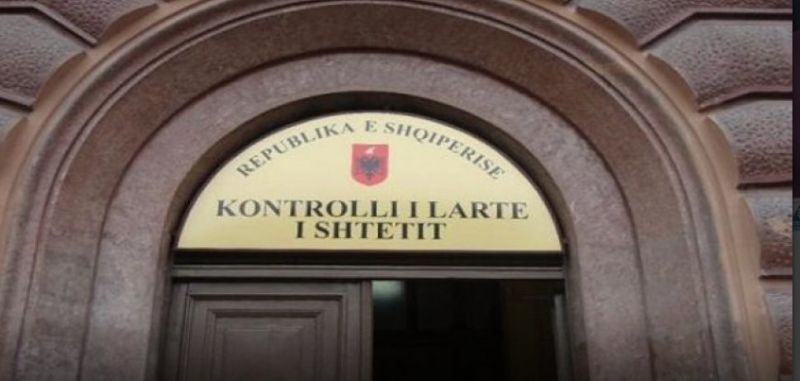 REPUBLIKA E SHQIPERISE
KONTROLLI I LARTE
I SHTETIT